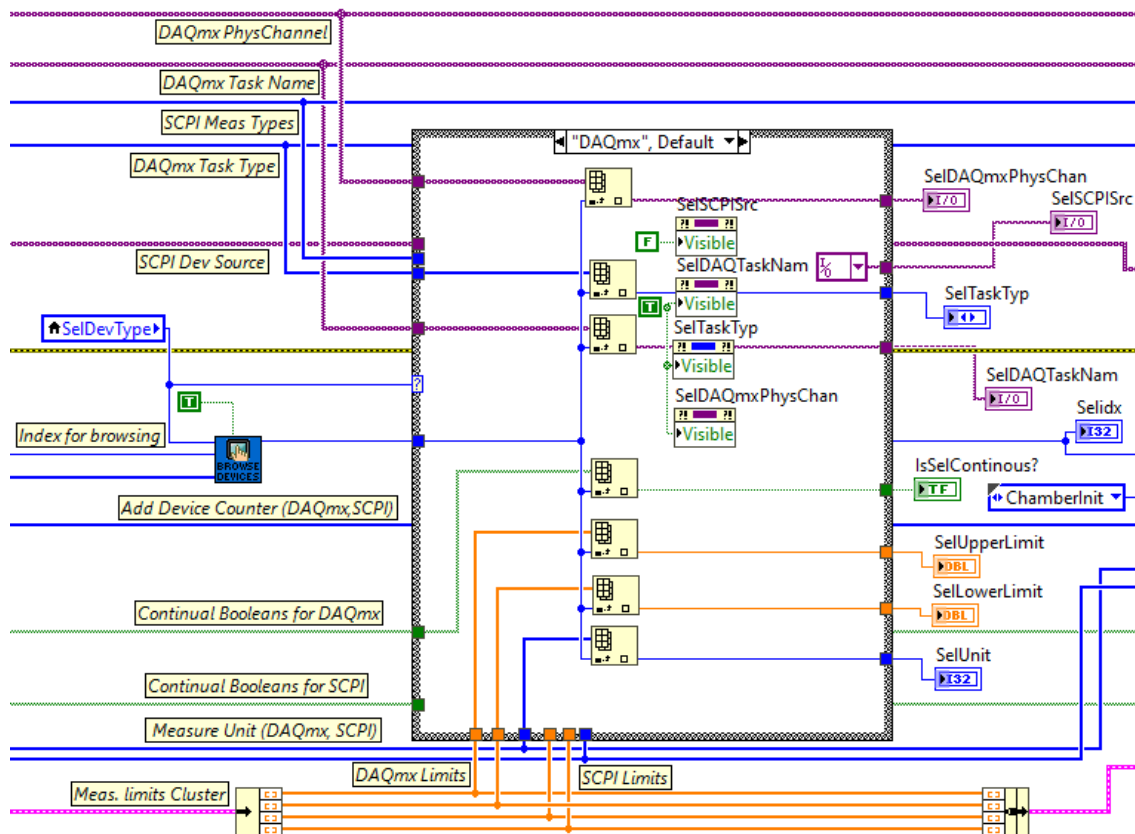 DAQmx PhysChannel
DAQmx Task Name
SCPI Meas Types
DAQmx Task Type
"DAQmx", Default
SelDAQmxPhysChan
I/O
SelSCPISrc
I/O
SelSCPISrc
F
Visible
SCPI Dev Source
SelDAQTaskNam
I/O
T
Visible
SelTaskTyp
SelDevType
SelTaskTyp
Visible
?
SelDAQTaskNam
I/O
T
SelDAQmxPhysChan
Visible
Selidx
I32
Index for browsing
BROWSE
DEVICES
IsSelContinous?
TF
ChamberInit
Add Device Counter (DAQmx,SCPI)
SelUpperLimit
DBL
SelLowerLimit
DBL
Continual Booleans for DAQmx
SelUnit
I32
Continual Booleans for SCPI
Measure Unit (DAQmx, SCPI)
DAQmx Limits
SCPI Limits
Meas. limits Cluster